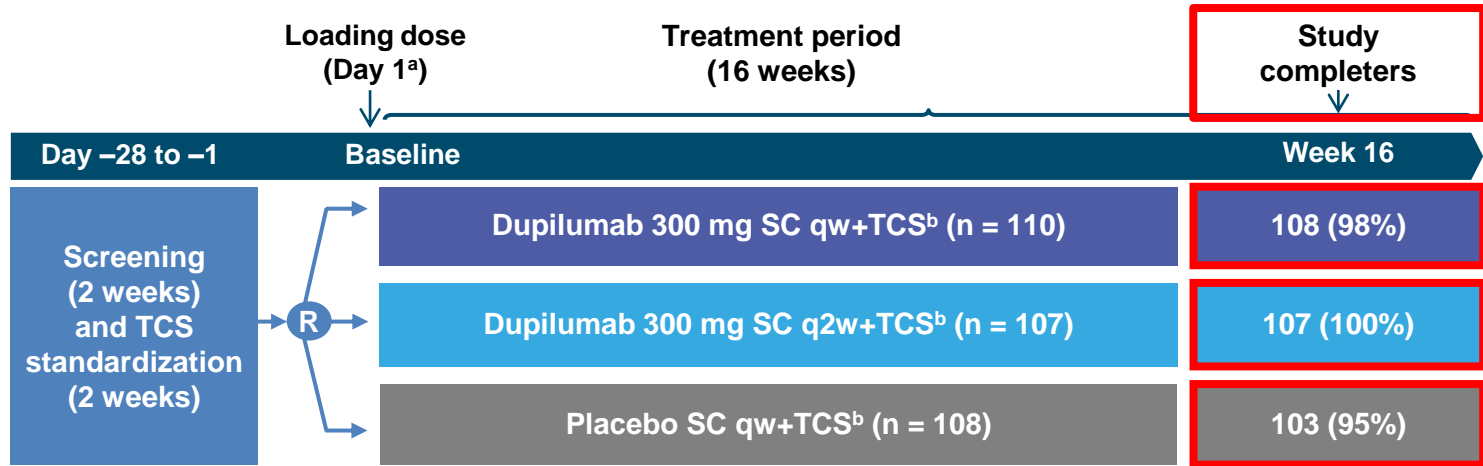 Loading dose
(Day 1ᵃ)
Treatment period
(16 weeks)
Study
completers
Day –28 to –1
Baseline
Week 16
Screening
(2 weeks)
and TCS
standardization
(2 weeks)
R
Dupilumab 300 mg SC qw+TCSᵇ (n = 110)
108 (98%)
Dupilumab 300 mg SC q2w+TCSᵇ (n = 107)
107 (100%)
Placebo SC qw+TCSᵇ (n = 108)
103 (95%)